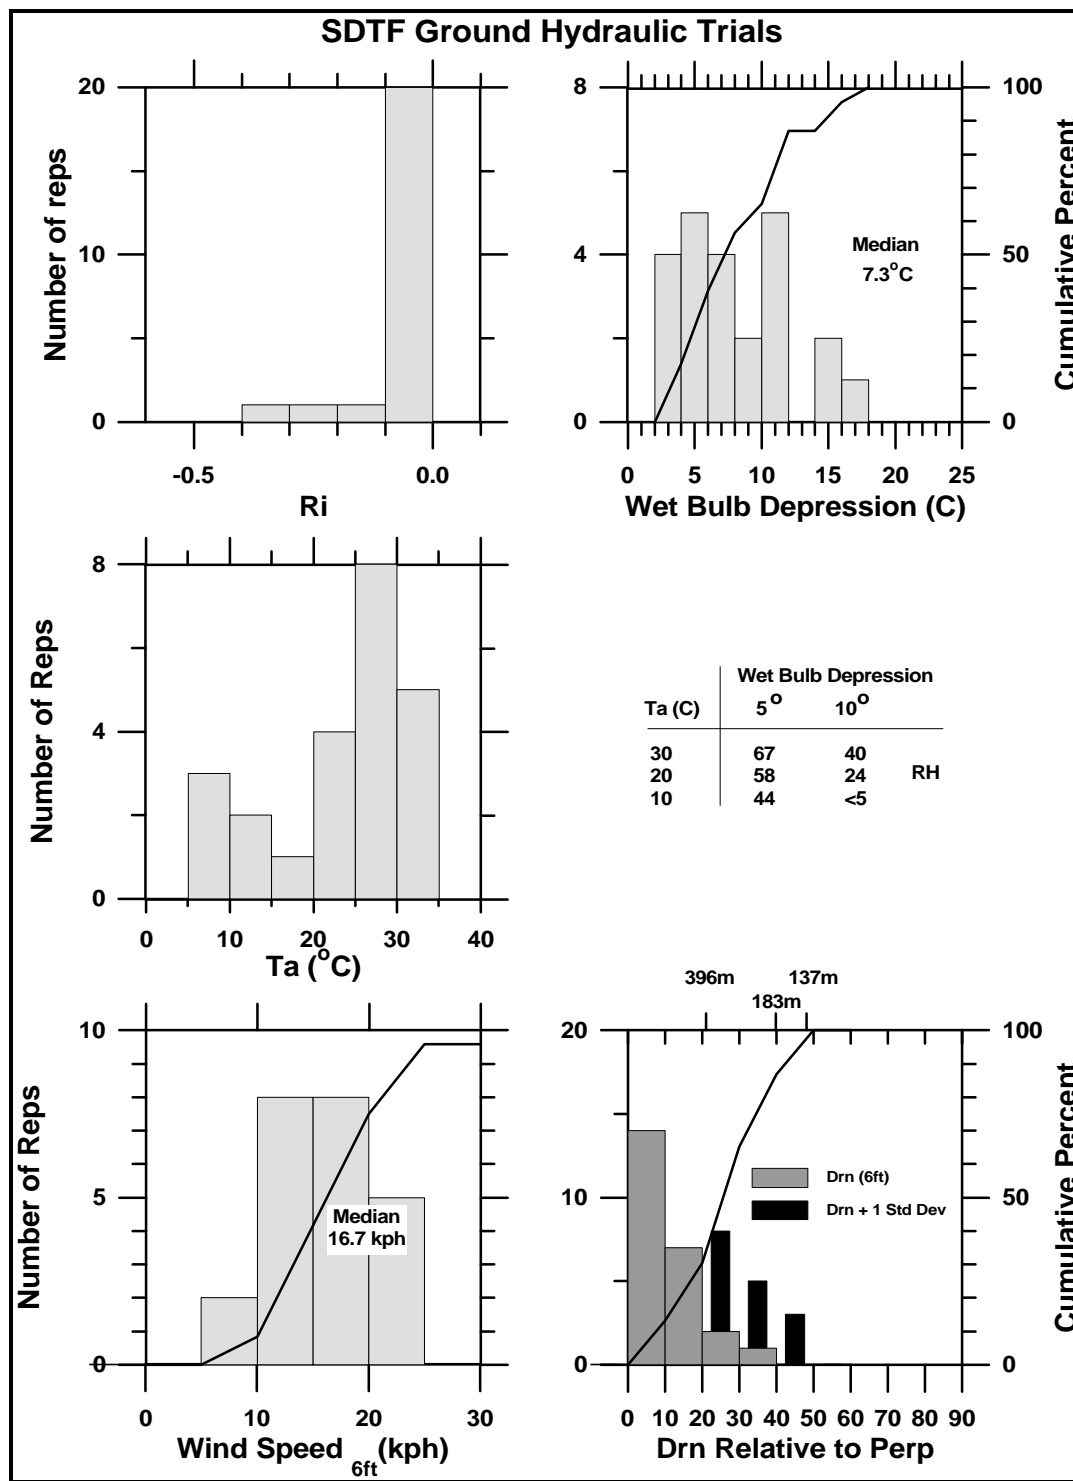 SDTF Ground Hydraulic Trials
20
10
0
Number of reps
-0.5 0.0
Ri
8
4
0
100
50
0
Cumulative Percent
Median
7.3°C
0 5 10 15 20 25
Wet Bulb Depression (C)
8
4
0
Number of Reps
0 10 20 30 40
Ta (°C)
Wet Bulb Depression
Ta (C) 5° 10°
30 67 40
20 58 24 RH
10 44 <5
10
5
0
Number of Reps
Median
16.7 kph
0 10 20 30
Wind Speed 6ft (kph)
396m 137m
183m
20
10
0
100
50
0
Cumulative Percent
Drn (6ft)
Drn + 1 Std Dev
0 10 20 30 40 50 60 70 80 90
Drn Relative to Perp